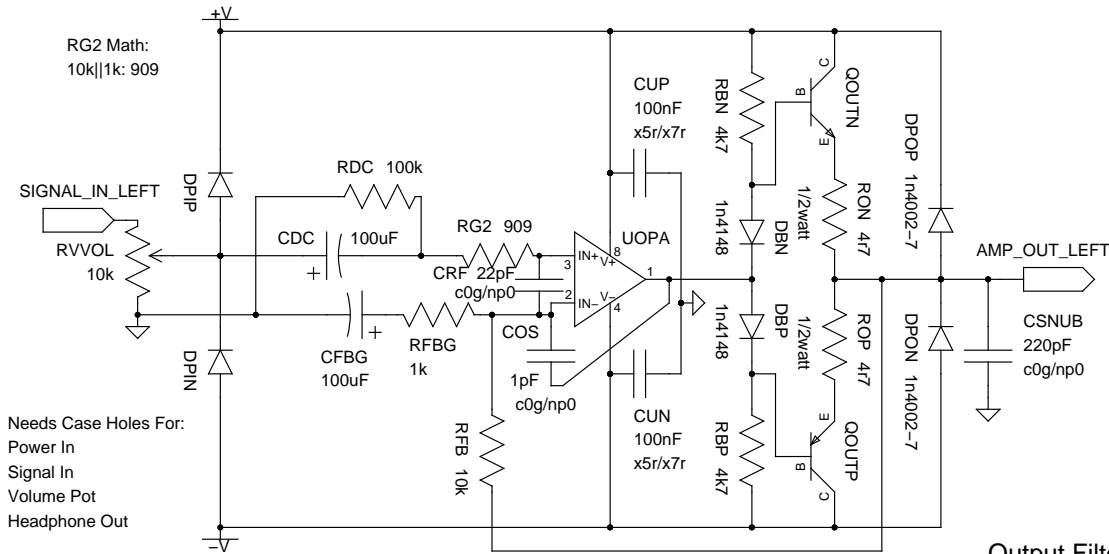 +V
RG2 Math:
10k||1k: 909
CUP
100nF
x5r/x7r
RBN 4k7
C
B
E
QOUTN
DPIP
RDC 100k
SIGNAL_IN_LEFT
RVVOL
10k
CDC
100uF
+
RG2 909
CRF 22pF
c0g/np0
UOPA
IN+
V+
8
3
1
2
IN−
V−
4
1n4148
DBN
1/2watt
RON 4r7
DPOP 1n4002−7
AMP_OUT_LEFT
+
CFBG
100uF
RFBG
1k
COS
1pF
c0g/np0
1n4148
DBP
1/2watt
ROP 4r7
DPON 1n4002−7
CSNUB
220pF
c0g/np0
DPIN
CUN
100nF
x5r/x7r
RFB 10k
RBP 4k7
E
B
C
QOUTP
Needs Case Holes For:
Power In
Signal In
Volume Pot
Headphone Out
−V
Output Filte